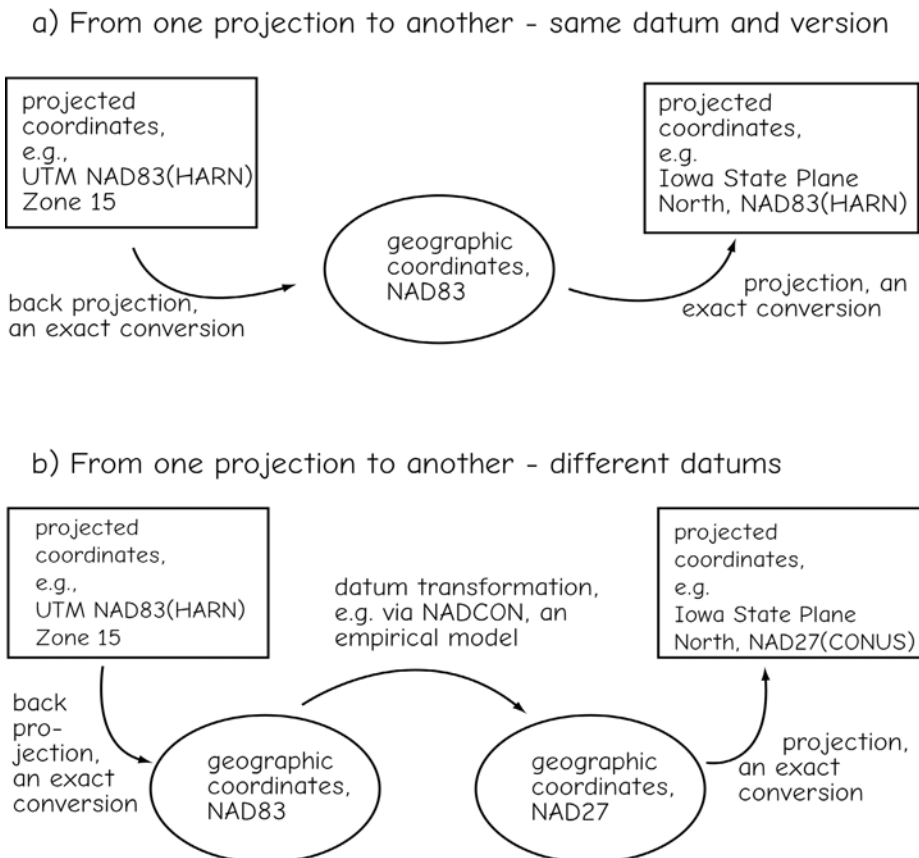 a) From one projection to another - same datum and version
projected
coordinates,
e.g.,
UTM NAD83(HARN)
Zone 15
projected
coordinates,
e.g.
Iowa State Plane
North, NAD83(HARN)
geographic
coordinates,
NAD83
back projection,
an exact conversion
projection, an
exact conversion
b) From one projection to another - different datums
projected
coordinates,
e.g.,
UTM NAD83(HARN)
Zone 15
datum transformation,
e.g. via NADCON, an
empirical model
projected
coordinates,
e.g.
Iowa State Plane
North, NAD27(CONUS)
back
pro-
jection,
an exact
conversion
geographic
coordinates,
NAD83
geographic
coordinates,
NAD27
projection,
an exact
conversion